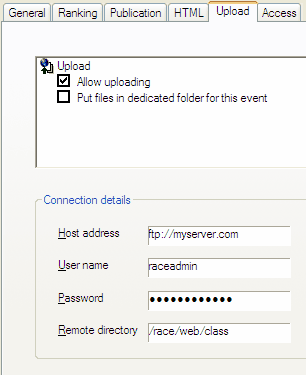 General Ranking Publication HTML Upload Access
Upload
Allow uploading
Put files in dedicated folder for this event
Connection details
Host address ftp://myserver.com
User name raceadmin
Password ●●●●●●●●●●●●
Remote directory /race/web/class